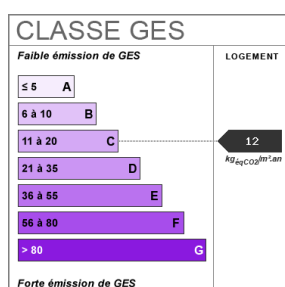 CLASSE GES
Faible émission de GES
LOGEMENT
≤ 5 A
6 à 10 B
11 à 20 C
12
kgéqCO2/m².an
21 à 35 D
36 à 55 E
56 à 80 F
> 80 G
Forte émission de GES